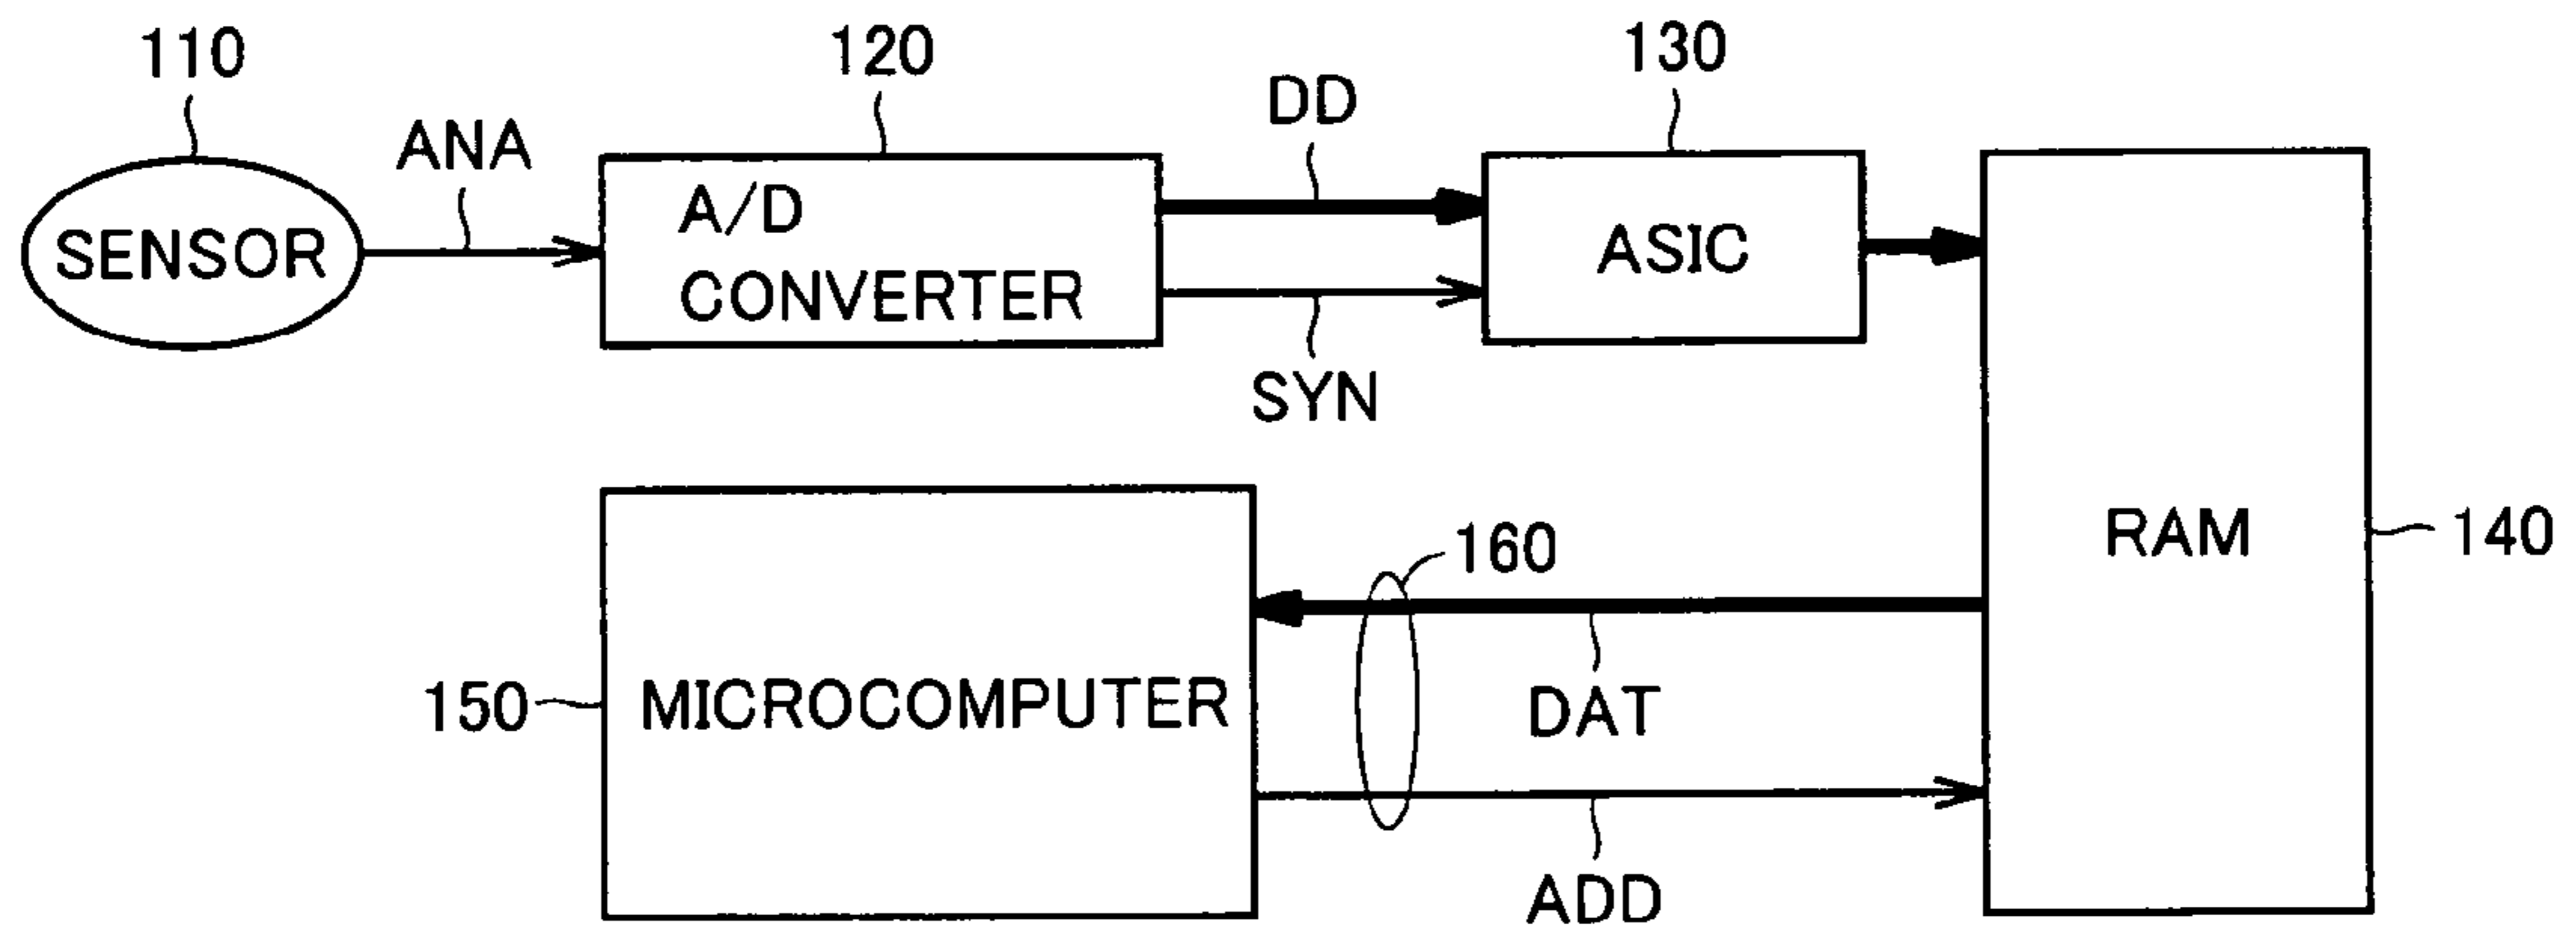 110
120
130
ANA
DD
SENSOR
A/D
CONVERTER
ASIC
SYN
RAM
140
160
150
MICROCOMPUTER
DAT
ADD